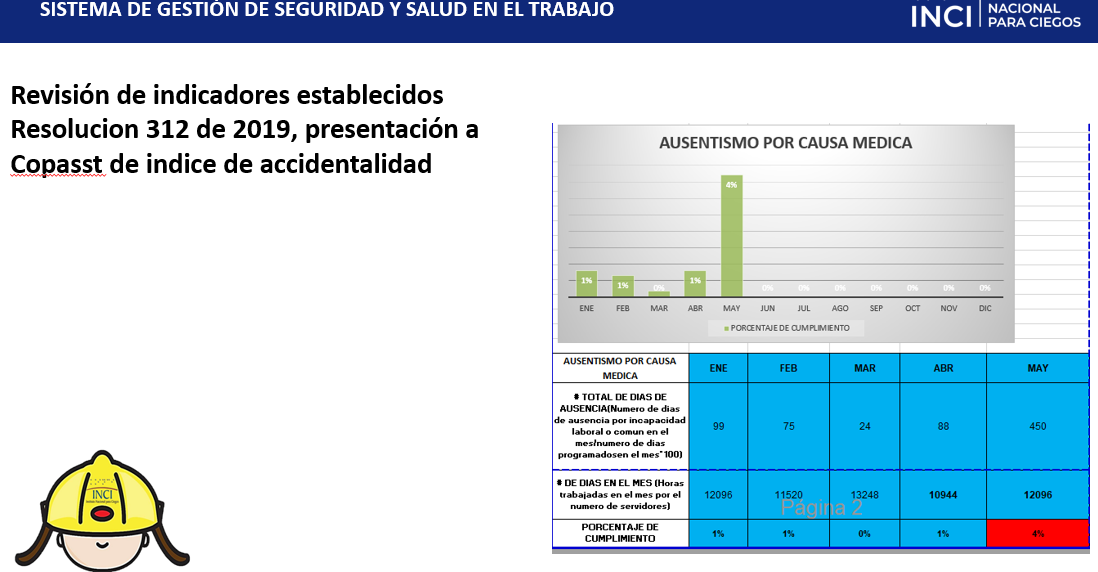 SISTEMA DE GESTIÓN DE SEGURIDAD Y SALUD EN EL TRABAJO
INCI
NACIONAL
PARA CIEGOS
Revisión de indicadores establecidos
Resolucion 312 de 2019, presentación a
Copasst de indice de accidentalidad
AUSENTISMO POR CAUSA MEDICA
1% 1% 0% 1% 4% 0% 0% 0% 0% 0% 0% 0%
ENE FEB MAR ABR MAY JUN JUL AGO SEP OCT NOV DIC
PORCENTAJE DE CUMPLIMIENTO
AUSENTISMO POR CAUSA
MEDICA
ENE FEB MAR ABR MAY
# TOTAL DE DIAS DE
AUSENCIA(Numero de dias
de ausencia por incapacidad
laboral o comun en el
mes/numero de dias
programadosen el mes*100)
99 75 24 88 450
# DE DIAS EN EL MES (Horas
trabajadas en el mes por el
numero de servidores)
12096 11520 13248 10944 12096
Página 2
PORCENTAJE DE
CUMPLIMIENTO
1% 1% 0% 1% 4%
INCI